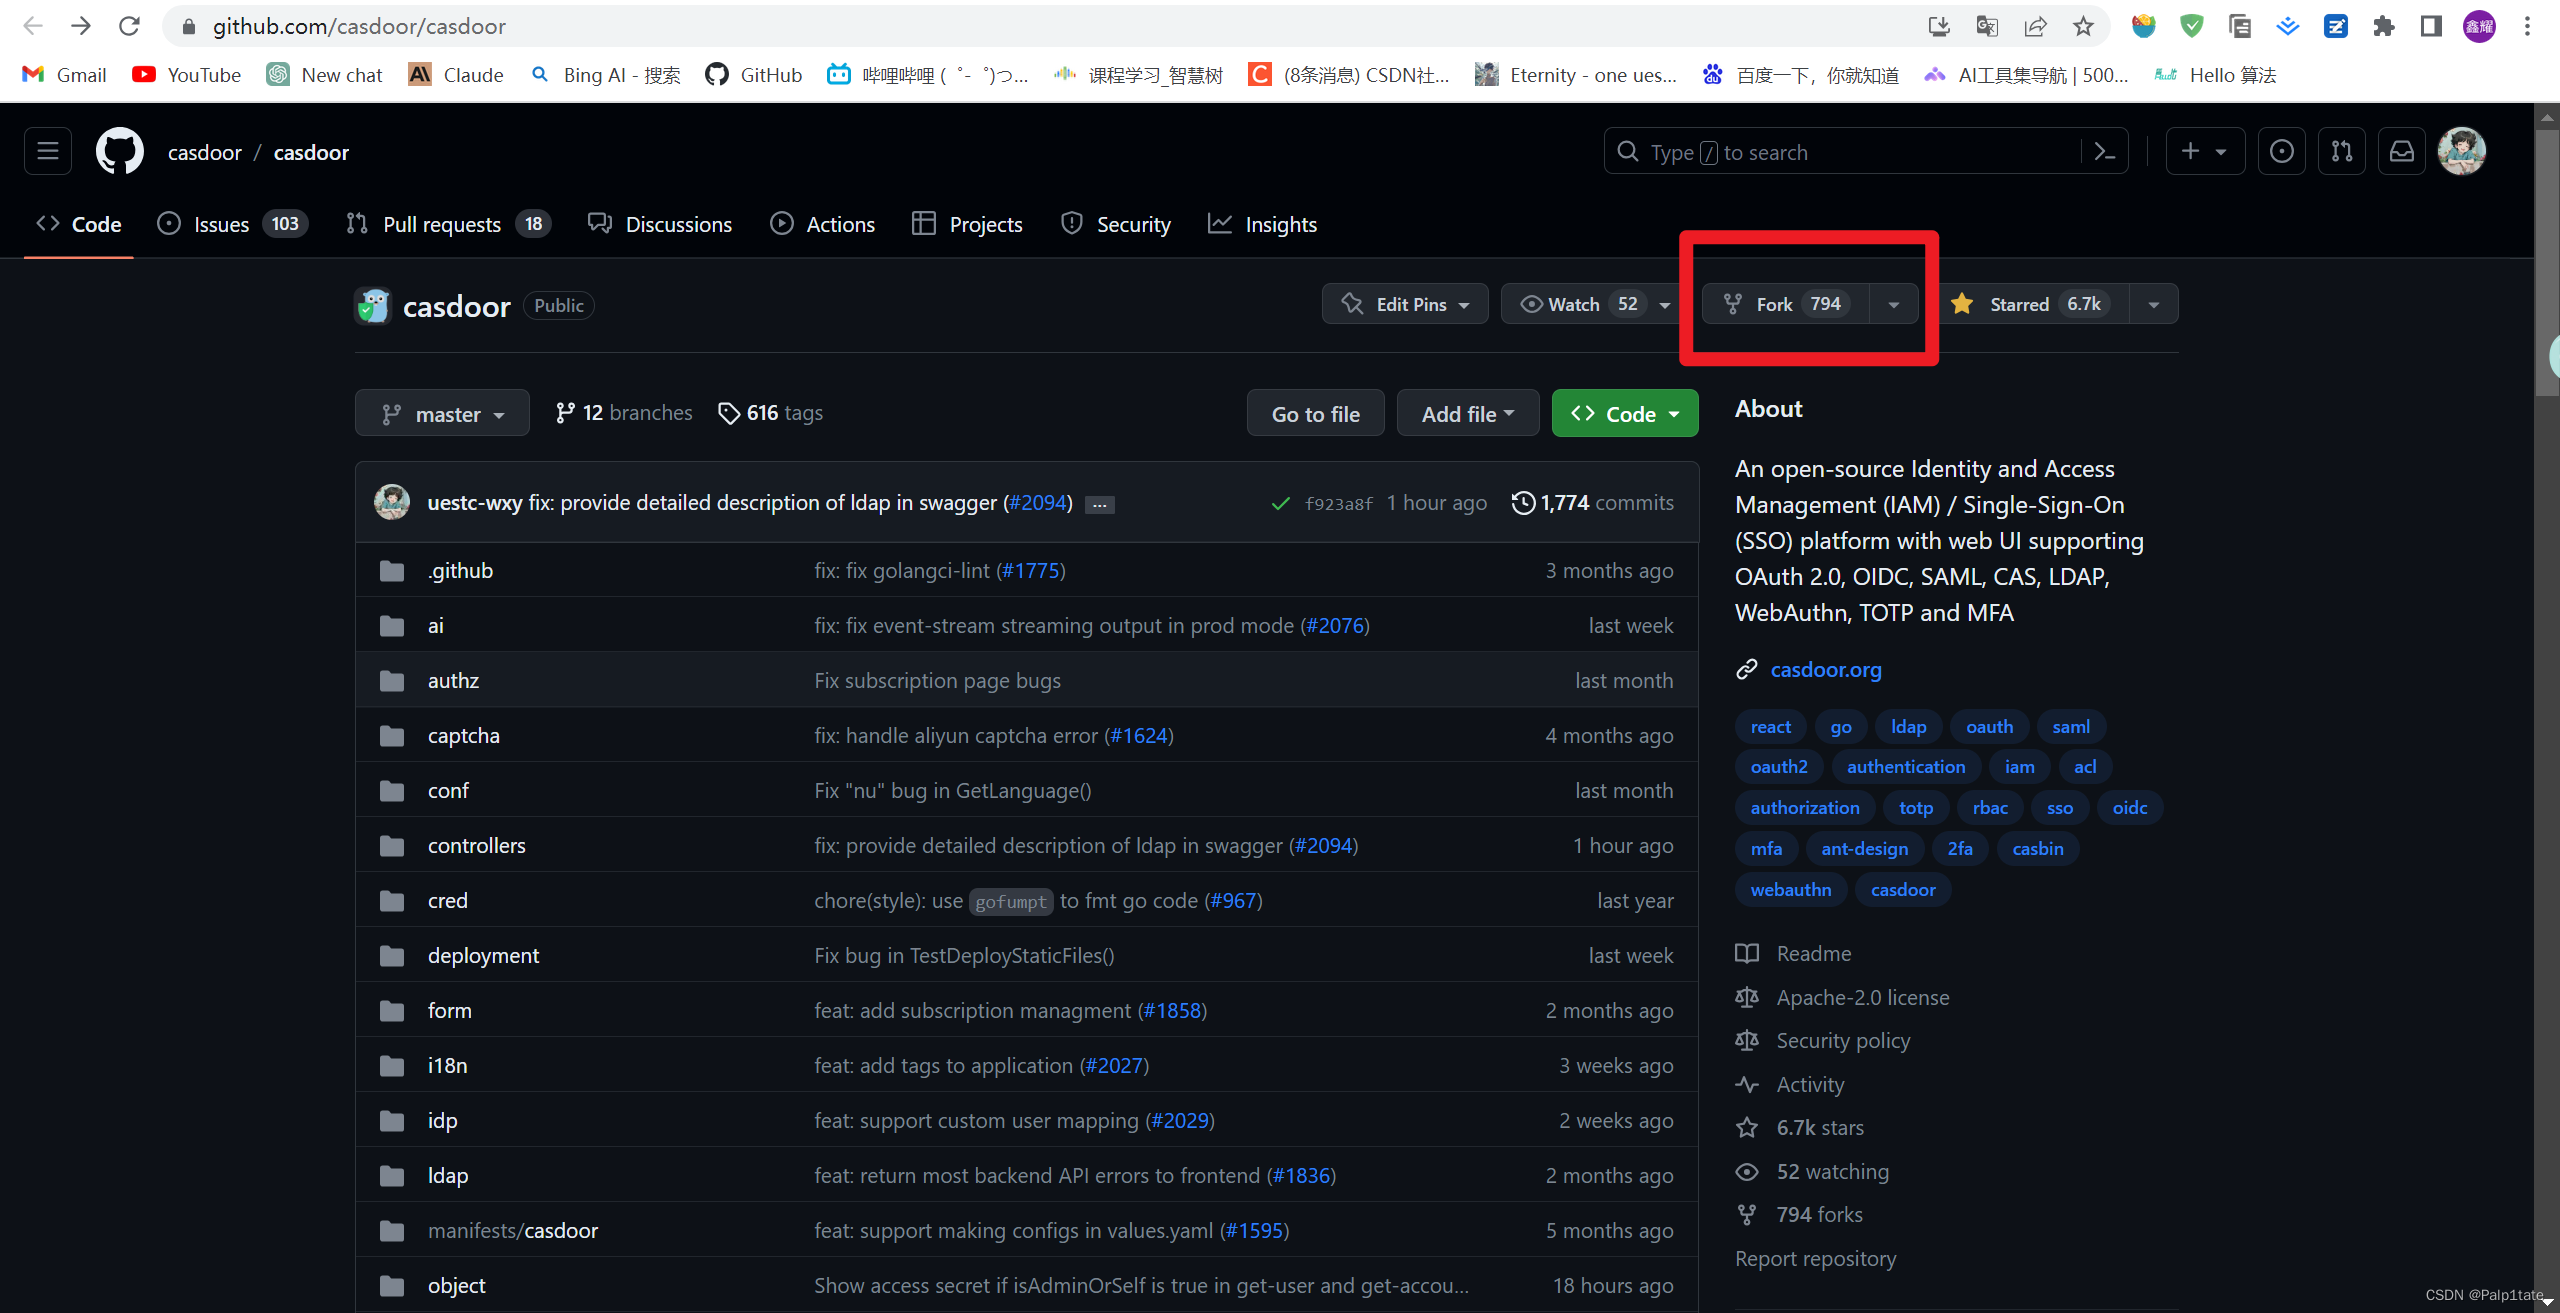 github.com/casdoor/casdoor
鑫耀
Gmail YouTube New chat Claude Bing AI - 搜索 GitHub 哔哩哔哩 ( ゜- ゜)つ... 课程学习_智慧树 (8条消息) CSDN社... Eternity - one ues... 百度一下，你就知道 AI工具集导航 | 500... Hello 算法
casdoor / casdoor
Type / to search
Code Issues 103 Pull requests 18 Discussions Actions Projects Security Insights
casdoor Public Edit Pins Watch 52 Fork 794 Starred 6.7k
master 12 branches 616 tags Go to file Add file Code
uestc-wxy fix: provide detailed description of ldap in swagger (#2094) ... f923a8f 1 hour ago 1,774 commits
.github fix: fix golangci-lint (#1775) 3 months ago
ai fix: fix event-stream streaming output in prod mode (#2076) last week
authz Fix subscription page bugs last month
captcha fix: handle aliyun captcha error (#1624) 4 months ago
conf Fix "nu" bug in GetLanguage() last month
controllers fix: provide detailed description of ldap in swagger (#2094) 1 hour ago
cred chore(style): use gofumpt to fmt go code (#967) last year
deployment Fix bug in TestDeployStaticFiles() last week
form feat: add subscription managment (#1858) 2 months ago
i18n feat: add tags to application (#2027) 3 weeks ago
idp feat: support custom user mapping (#2029) 2 weeks ago
ldap feat: return most backend API errors to frontend (#1836) 2 months ago
manifests/casdoor feat: support making configs in values.yaml (#1595) 5 months ago
object Show access secret if isAdminOrSelf is true in get-user and get-accou... 18 hours ago
About
An open-source Identity and Access
Management (IAM) / Single-Sign-On
(SSO) platform with web UI supporting
OAuth 2.0, OIDC, SAML, CAS, LDAP,
WebAuthn, TOTP and MFA
casdoor.org
react go ldap oauth saml
oauth2 authentication iam acl
authorization totp rbac sso oidc
mfa ant-design 2fa casbin
webauthn casdoor
Readme
Apache-2.0 license
Security policy
Activity
6.7k stars
52 watching
794 forks
Report repository
CSDN @Palp1tate